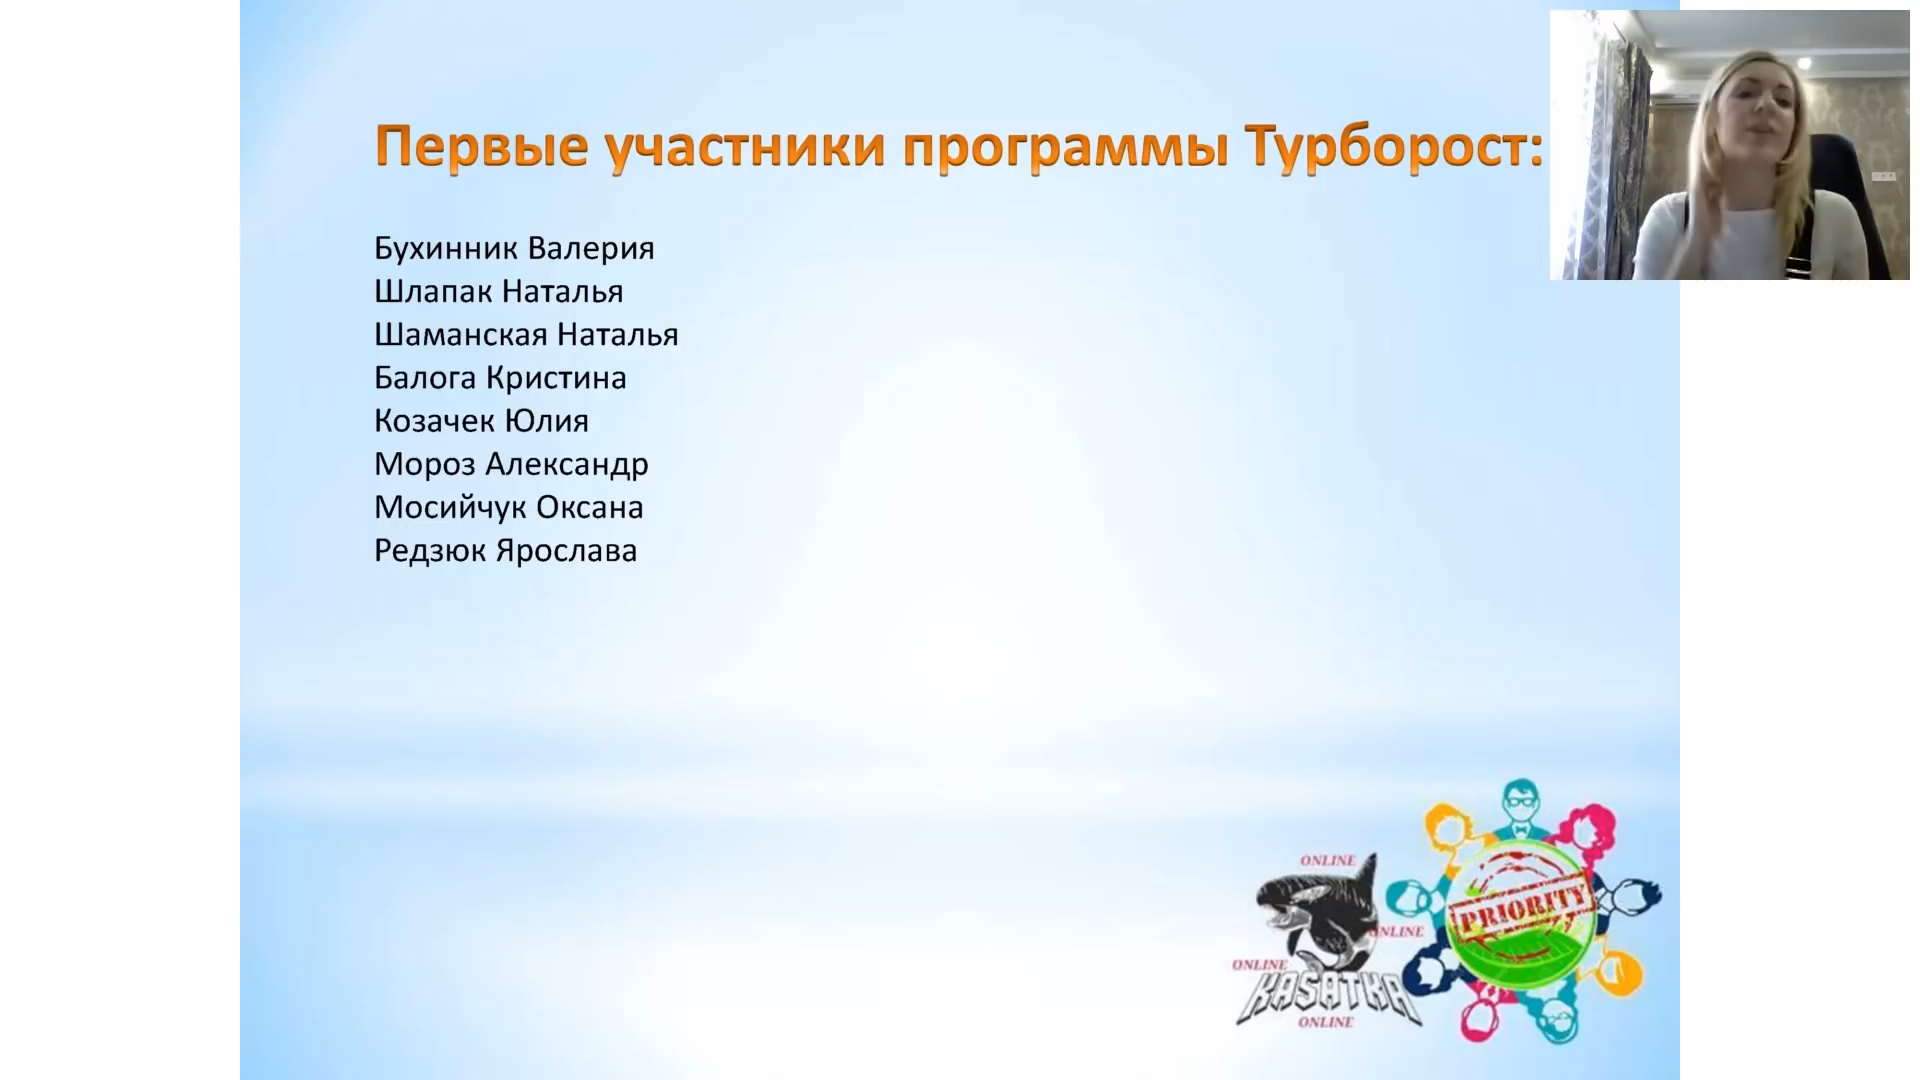 Первые участники программы Турборост:
Бухинник Валерия
Шлапак Наталья
Шаманская Наталья
Балога Кристина
Козачек Юлия
Мороз Александр
Мосийчук Оксана
Редзюк Ярослава
ONLINE
ONLINE
ONLINE
KASATKA
ONLINE
PRIORITY